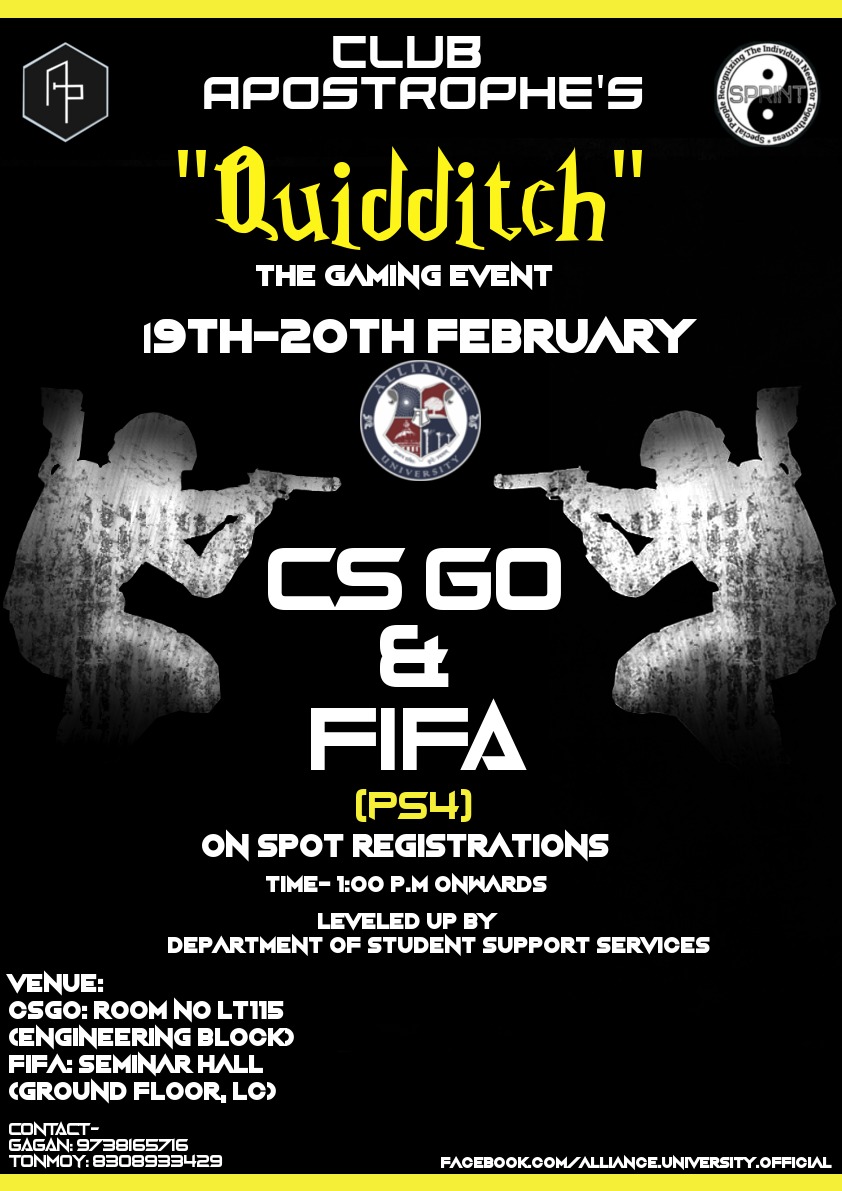 CLUB
APOSTROPHE'S
SPRINT
Special People Recognizing The Individual Need For Togetherness *
"Quidditch"
THE GAMING EVENT
19TH-20TH FEBRUARY
ALLIANCE
UNIVERSITY
CS GO
&
FIFA
(PS4)
ON SPOT REGISTRATIONS
TIME- 1:00 P.M ONWARDS
LEVELED UP BY
DEPARTMENT OF STUDENT SUPPORT SERVICES
VENUE:
CSGO: ROOM NO LT115
(ENGINEERING BLOCK)
FIFA: SEMINAR HALL
(GROUND FLOOR, LC)
CONTACT-
GAGAN: 9738165716
TONMOY: 8308933429
FACEBOOK.COM/ALLIANCE.UNIVERSITY.OFFICIAL